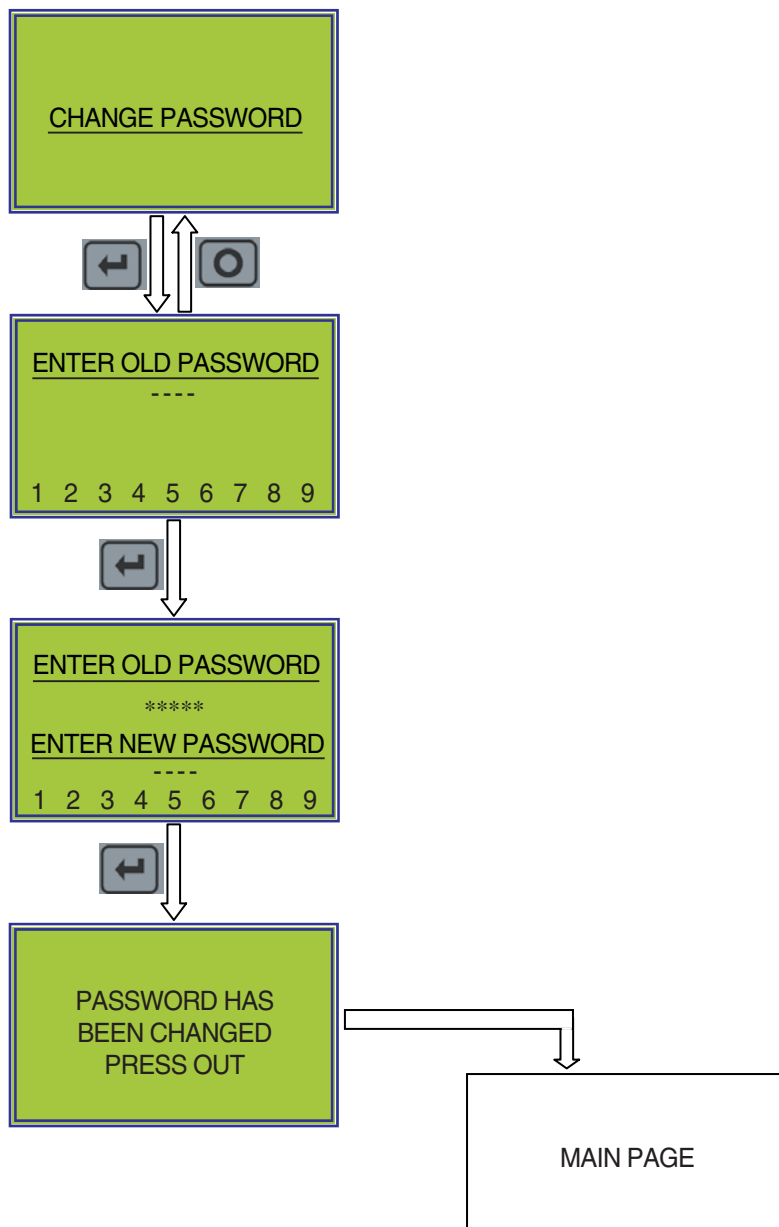 CHANGE PASSWORD
ENTER OLD PASSWORD
----
1 2 3 4 5 6 7 8 9
ENTER OLD PASSWORD
*****
ENTER NEW PASSWORD
----
1 2 3 4 5 6 7 8 9
PASSWORD HAS
BEEN CHANGED
PRESS OUT
MAIN PAGE